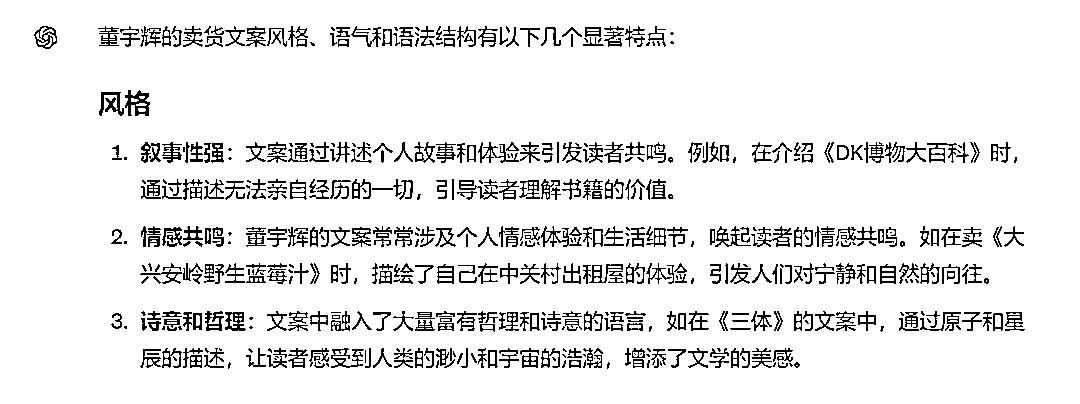 董宇辉的卖货文案风格、语气和语法结构有以下几个显著特点：
风格
1. 叙事性强：文案通过讲述个人故事和体验来引发读者共鸣。例如，在介绍《DK博物大百科》时，
通过描述无法亲自经历的一切，引导读者理解书籍的价值。
2. 情感共鸣：董宇辉的文案常常涉及个人情感体验和生活细节，唤起读者的情感共鸣。如在卖《大
兴安岭野生蓝莓汁》时，描绘了自己在中关村出租屋的体验，引发人们对宁静和自然的向往。
3. 诗意和哲理：文案中融入了大量富有哲理和诗意的语言，如在《三体》的文案中，通过原子和星
辰的描述，让读者感受到人类的渺小和宇宙的浩瀚，增添了文学的美感。